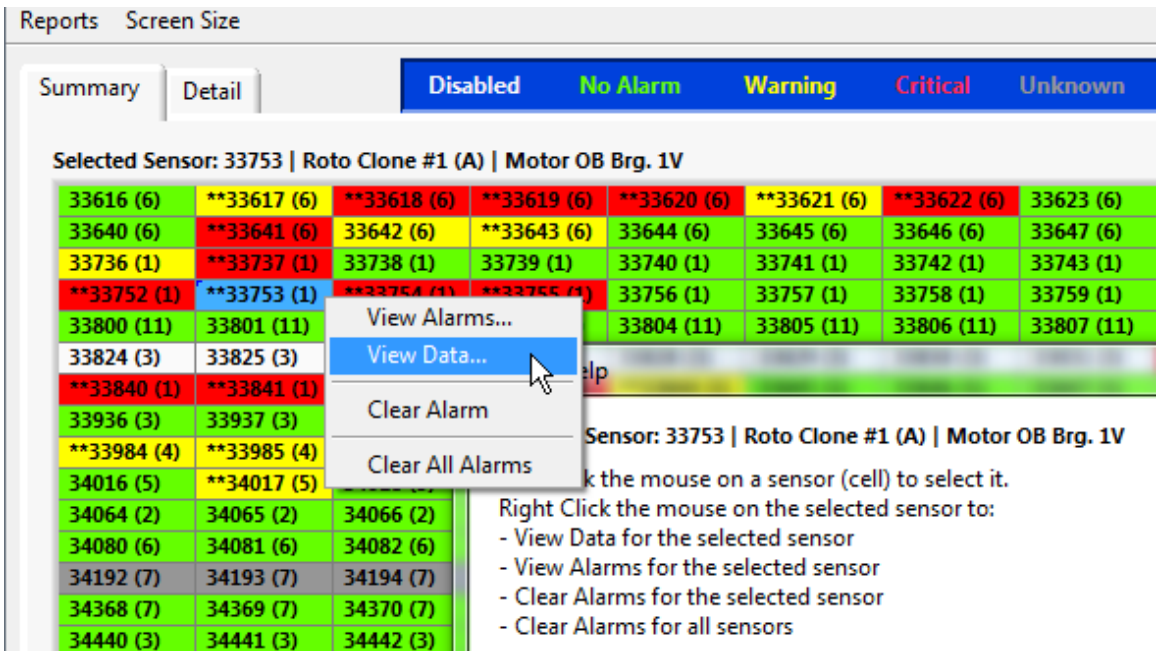 Reports Screen Size
Summary Detail Disabled No Alarm Warning Critical Unknown
Selected Sensor: 33753 | Roto Clone #1 (A) | Motor OB Brg. 1V
33616 (6) **33617 (6) **33618 (6) **33619 (6) **33620 (6) **33621 (6) **33622 (6) 33623 (6)
33640 (6) **33641 (6) 33642 (6) **33643 (6) 33644 (6) 33645 (6) 33646 (6) 33647 (6)
33736 (1) **33737 (1) 33738 (1) 33739 (1) 33740 (1) 33741 (1) 33742 (1) 33743 (1)
**33752 (1) **33753 (1) **33754 (1) **33755 (1) 33756 (1) 33757 (1) 33758 (1) 33759 (1)
View Alarms...
33800 (11) 33801 (11) 33804 (11) 33805 (11) 33806 (11) 33807 (11)
33824 (3) 33825 (3) View Data...
**33840 (1) **33841 (1)
33936 (3) 33937 (3) Clear Alarm
Sensor: 33753 | Roto Clone #1 (A) | Motor OB Brg. 1V
**33984 (4) **33985 (4) Clear All Alarms
34016 (5) **34017 (5) the mouse on a sensor (cell) to select it.
34064 (2) 34065 (2) 34066 (2) Right Click the mouse on the selected sensor to:
34080 (6) 34081 (6) 34082 (6) - View Data for the selected sensor
34192 (7) 34193 (7) 34194 (7) - View Alarms for the selected sensor
34368 (7) 34369 (7) 34370 (7) - Clear Alarms for the selected sensor
34440 (3) 34441 (3) 34442 (3) - Clear Alarms for all sensors